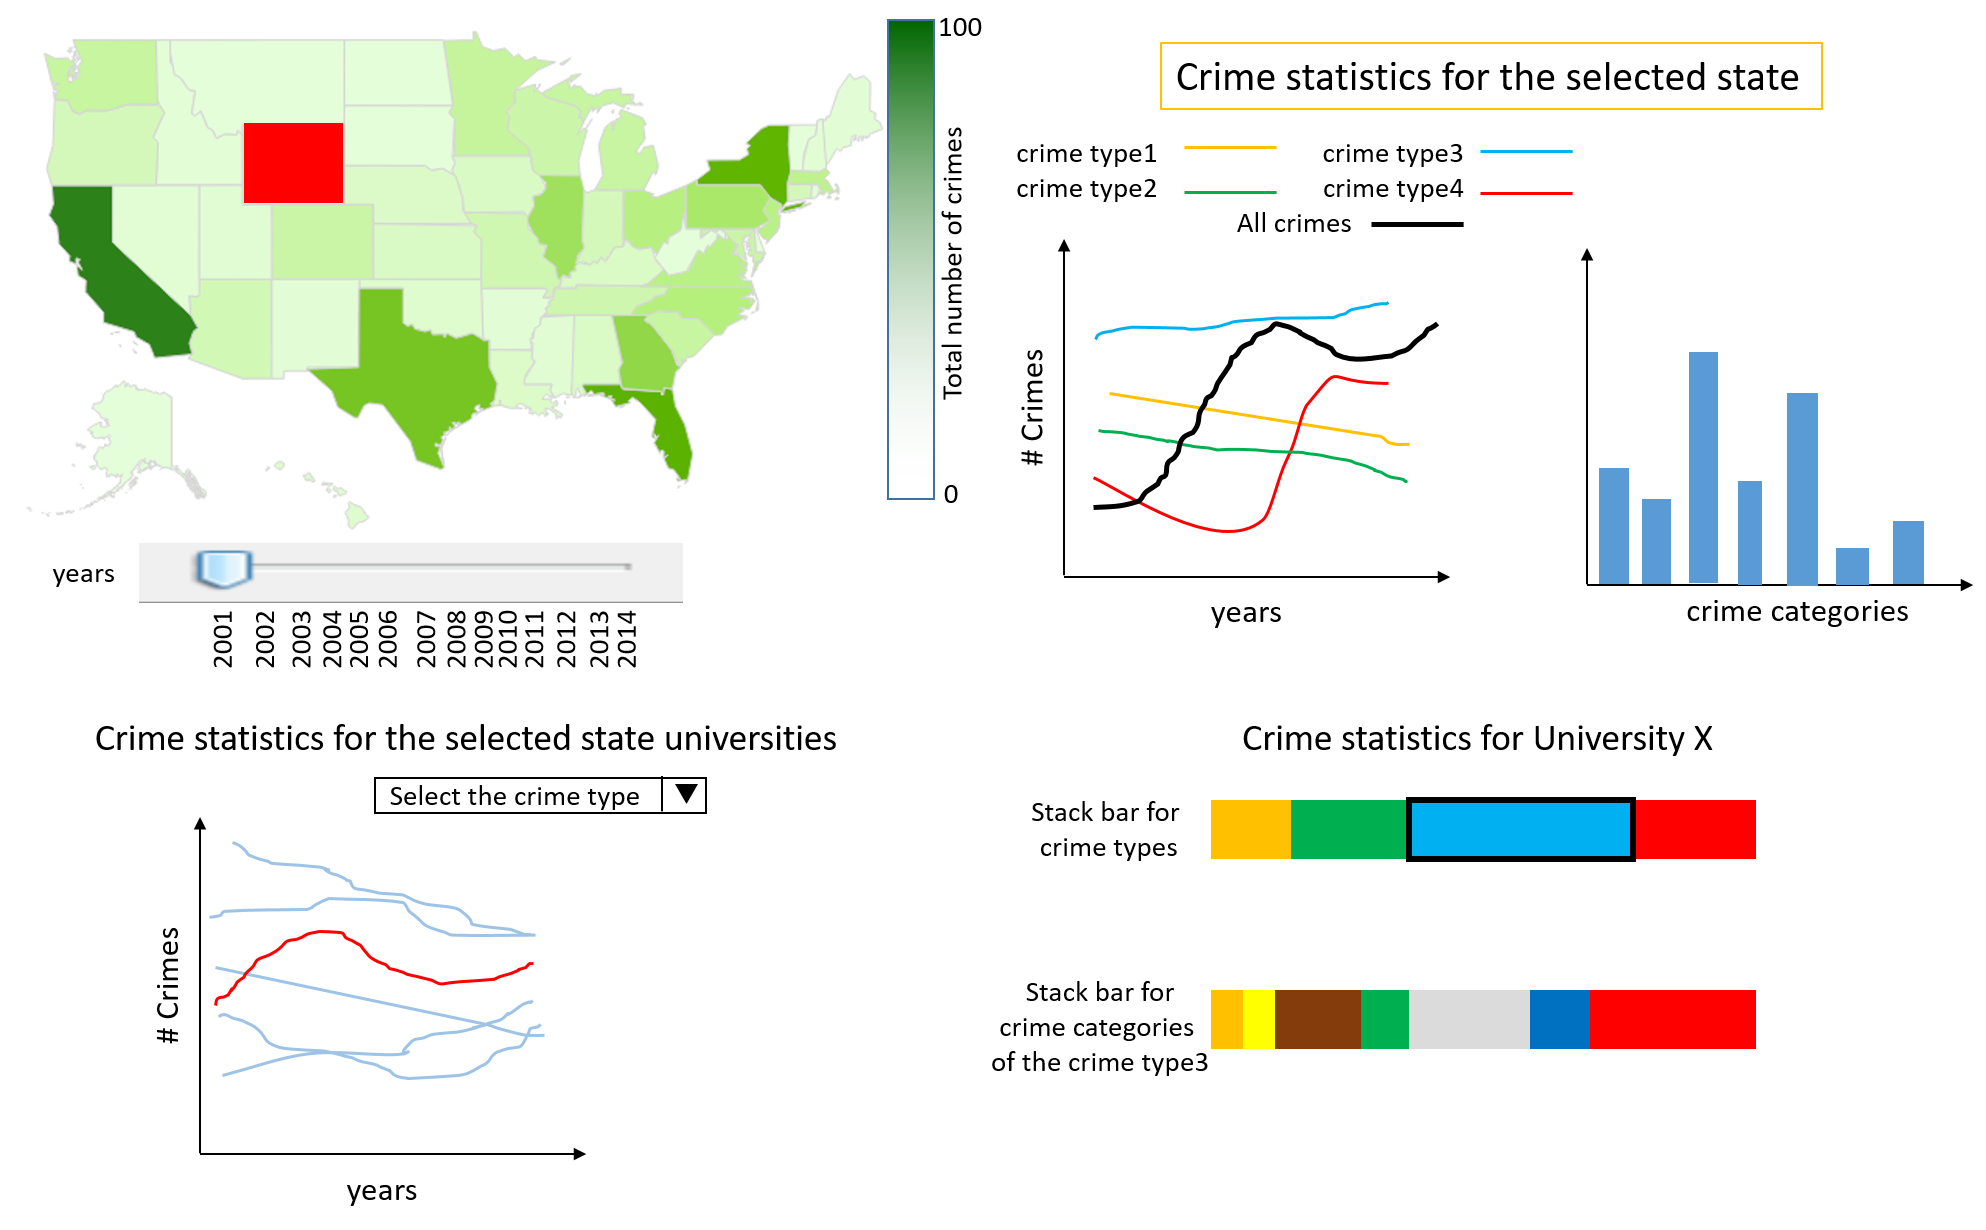 100
Total number of crimes
0
years
2001
2002
2003
2004
2005
2006
2007
2008
2009
2010
2011
2012
2013
2014
Crime statistics for the selected state
crime type1
crime type3
crime type2
crime type4
All crimes
# Crimes
years
crime categories
Crime statistics for the selected state universities
Select the crime type
# Crimes
years
Crime statistics for University X
Stack bar for
crime types
Stack bar for
crime categories
of the crime type3